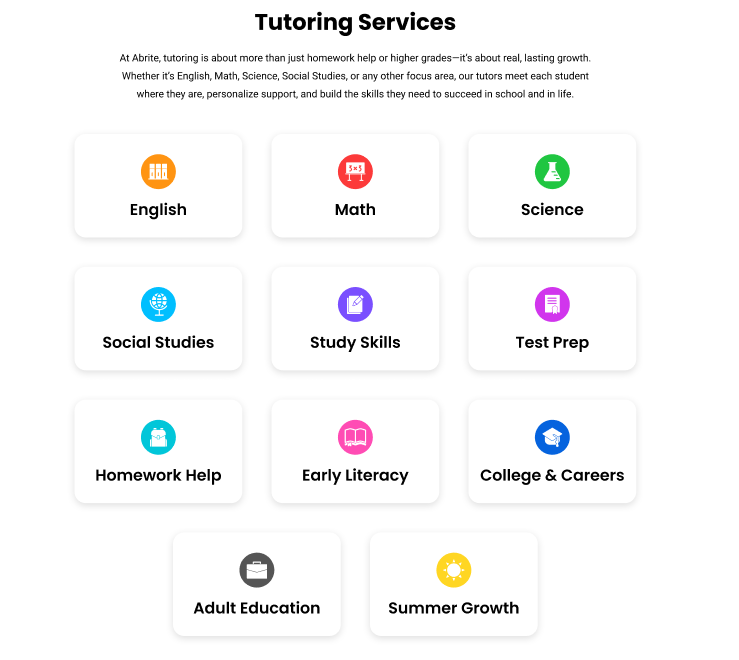 Tutoring Services
At Abrite, tutoring is about more than just homework help or higher grades—it's about real, lasting growth.
Whether it's English, Math, Science, Social Studies, or any other focus area, our tutors meet each student
where they are, personalize support, and build the skills they need to succeed in school and in life.
5×5
English
Math
Science
Social Studies
Study Skills
Test Prep
Homework Help
Early Literacy
College & Careers
Adult Education
Summer Growth